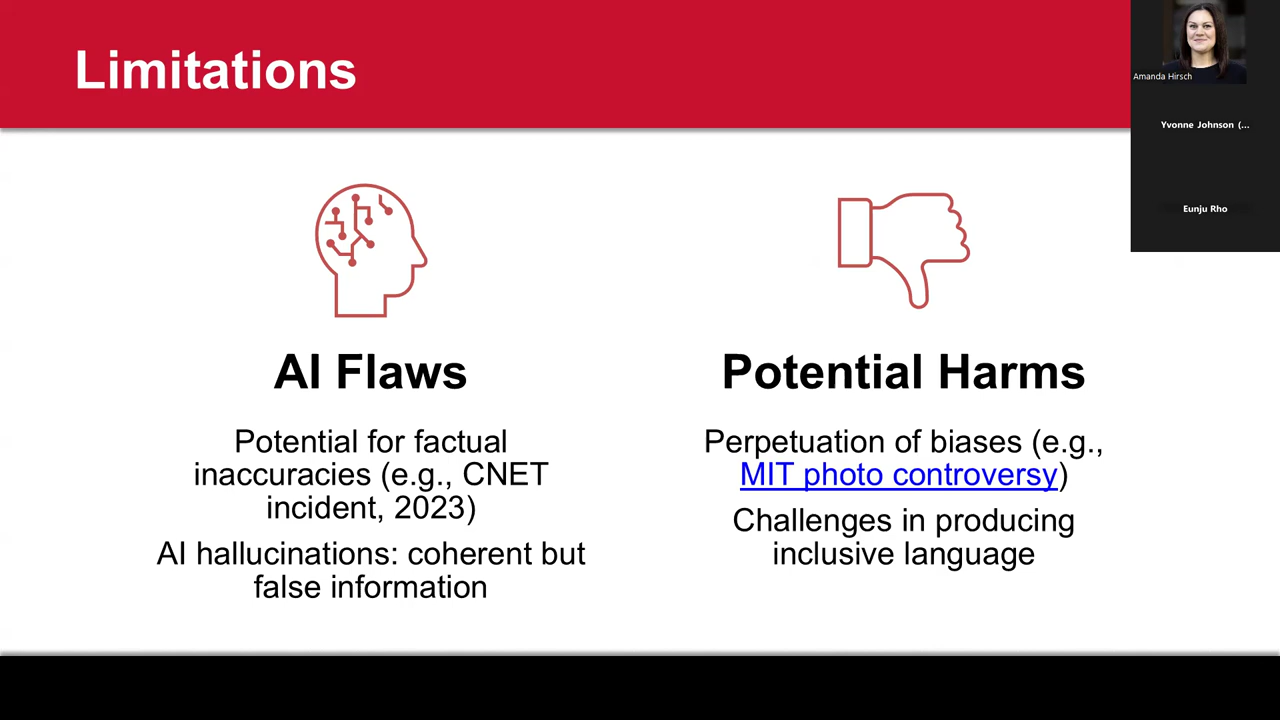 Limitations
Amanda Hirsch
Yvonne Johnson (...
Eunju Rho
AI Flaws
Potential for factual
inaccuracies (e.g., CNET
incident, 2023)
AI hallucinations: coherent but
false information
Potential Harms
Perpetuation of biases (e.g.,
MIT photo controversy)
Challenges in producing
inclusive language